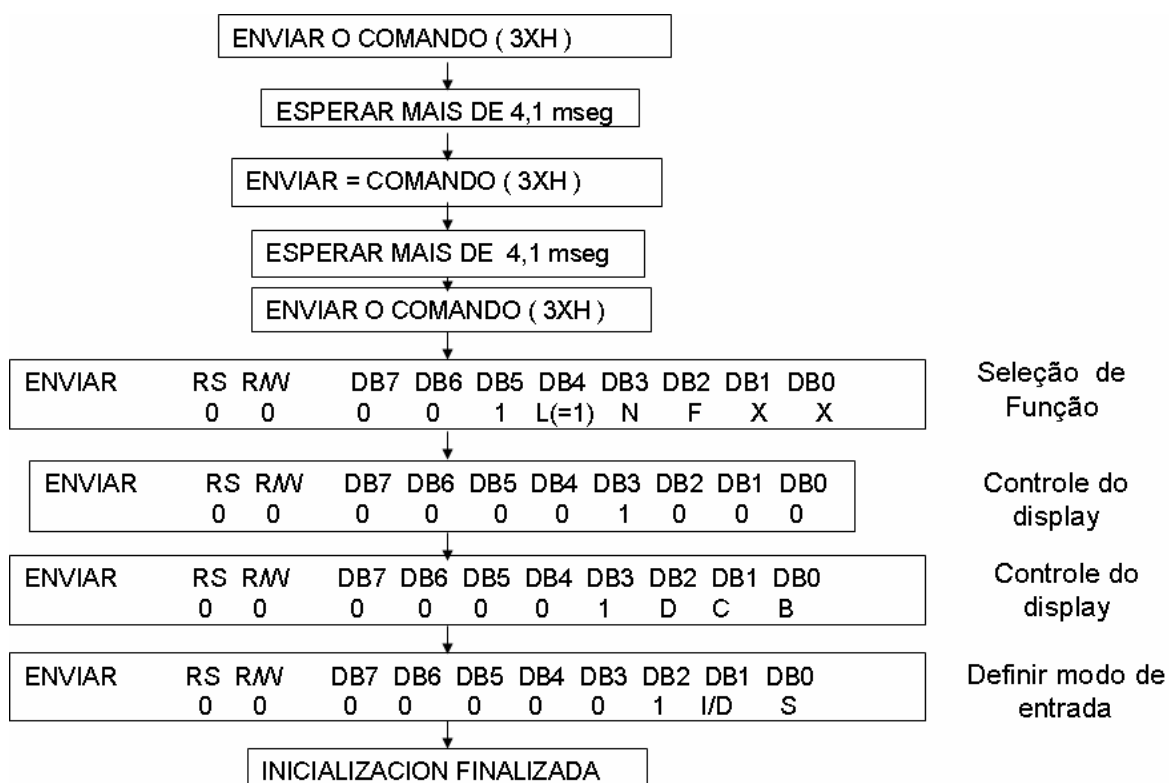 ENVIAR O COMANDO ( 3XH )
ESPERAR MAIS DE 4,1 mseg
ENVIAR = COMANDO ( 3XH )
ESPERAR MAIS DE 4,1 mseg
ENVIAR O COMANDO ( 3XH )
ENVIAR RS R/W DB7 DB6 DB5 DB4 DB3 DB2 DB1 DB0
0 0 0 0 1 L(=1) N F X X
Seleção de
Função
ENVIAR RS R/W DB7 DB6 DB5 DB4 DB3 DB2 DB1 DB0
0 0 0 0 0 0 1 0 0 0
Controle do
display
ENVIAR RS R/W DB7 DB6 DB5 DB4 DB3 DB2 DB1 DB0
0 0 0 0 0 0 1 D C B
Controle do
display
ENVIAR RS R/W DB7 DB6 DB5 DB4 DB3 DB2 DB1 DB0
0 0 0 0 0 0 0 1 I/D S
Definir modo de
entrada
INICIALIZACION FINALIZADA